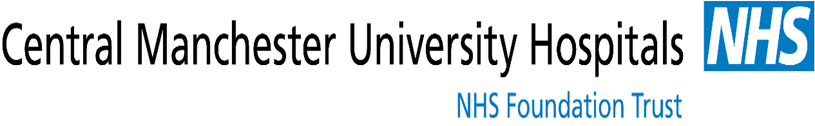 Central Manchester University Hospitals NHS
NHS Foundation Trust